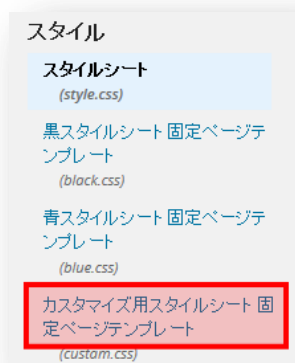 スタイル
スタイルシート
(style.css)
黒スタイルシート 固定ページテ
ンプレート
(black.css)
青スタイルシート 固定ページテ
ンプレート
(blue.css)
カスタマイズ用スタイルシート 固
定ページテンプレート
(custam.css)